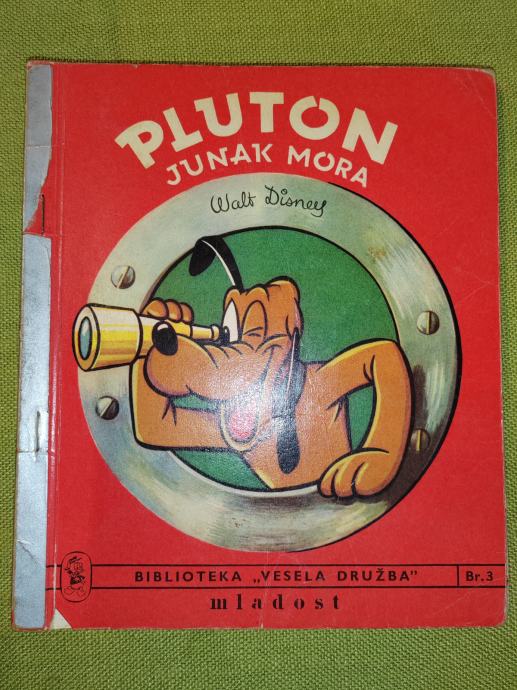 PLUTON
JUNAK MORA
Walt Disney
BIBLIOTEKA „VESELA DRUŽBA" Br. 3
mladost